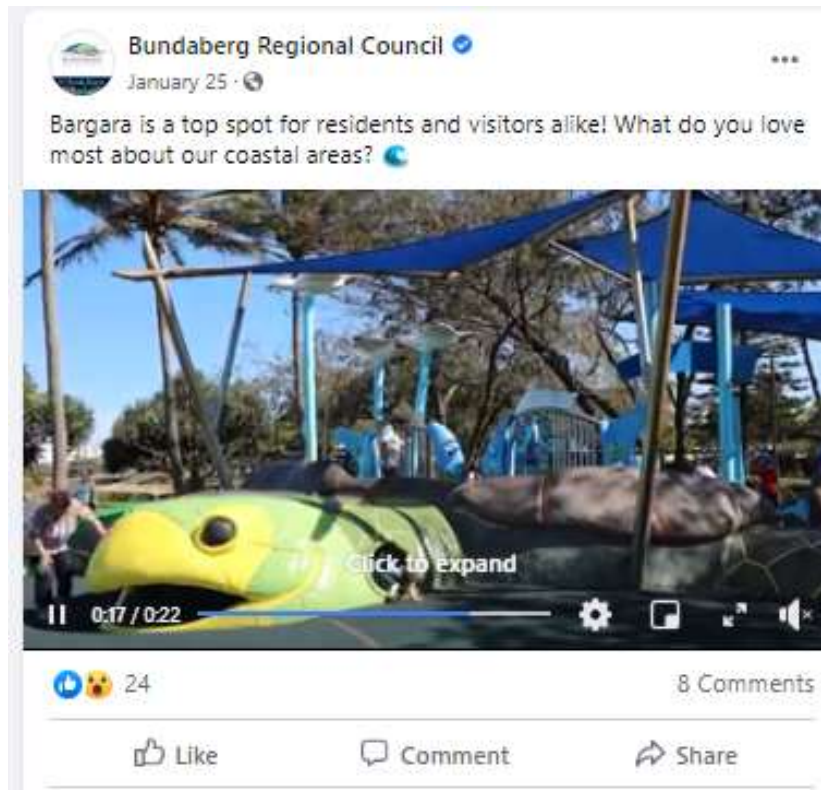 Bundaberg Regional Council
January 25 ·
Bargara is a top spot for residents and visitors alike! What do you love
most about our coastal areas?
Click to expand
0:17 / 0:22
24
8 Comments
Like
Comment
Share